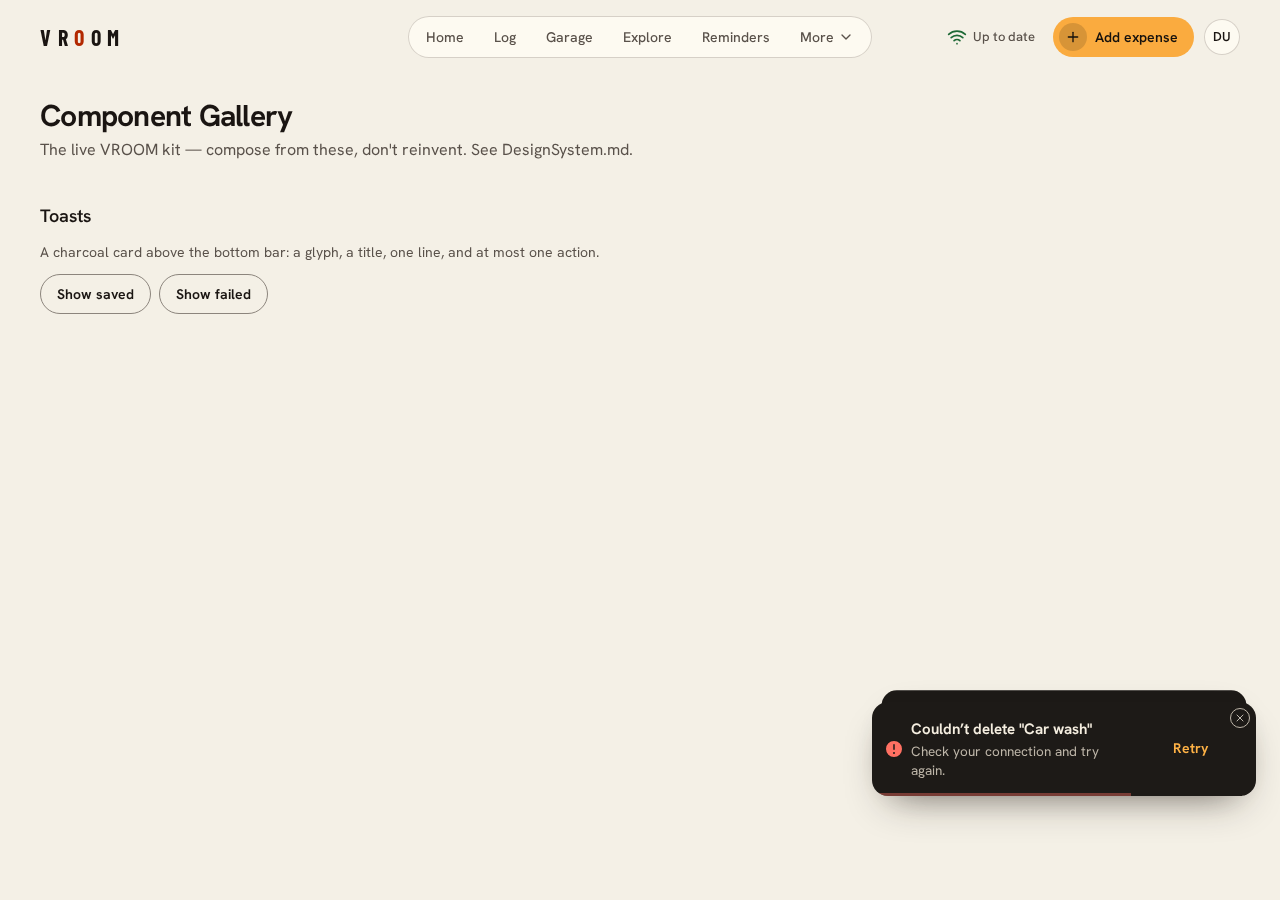 VROOM
Home Log Garage Explore Reminders More
Up to date
Add expense
DU
Component Gallery
The live VROOM kit — compose from these, don't reinvent. See DesignSystem.md.
Toasts
A charcoal card above the bottom bar: a glyph, a title, one line, and at most one action.
Show saved Show failed
Couldn’t delete "Car wash"
Check your connection and try
again.
Retry